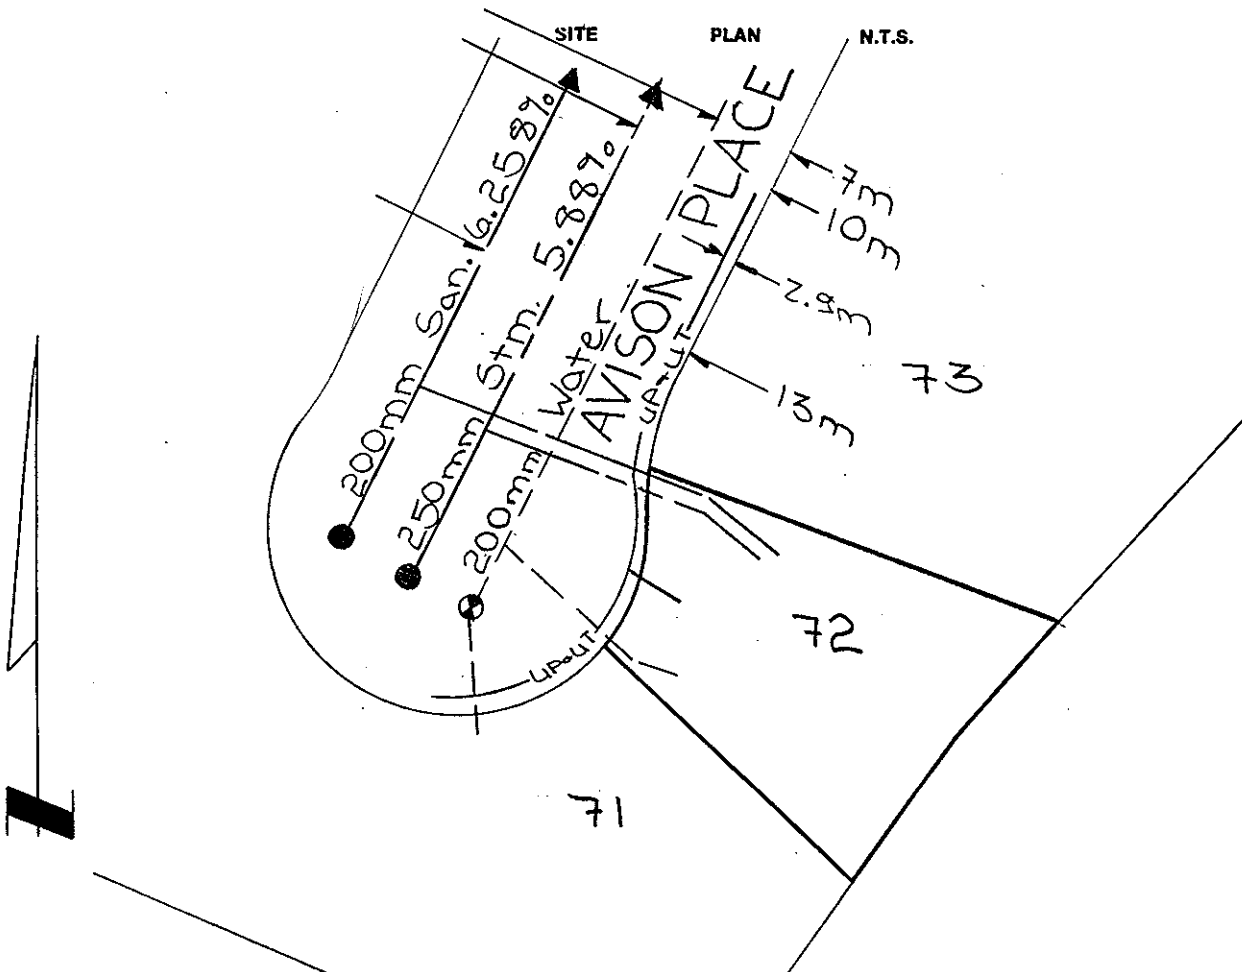 SITE PLAN N.T.S.
200mm San. 6.258%
250mm Stm. 5.88%
200mm Water
AVISON PLACE
7m
10m
2.9m
13m
UP+UT
UP+UT
73
72
71